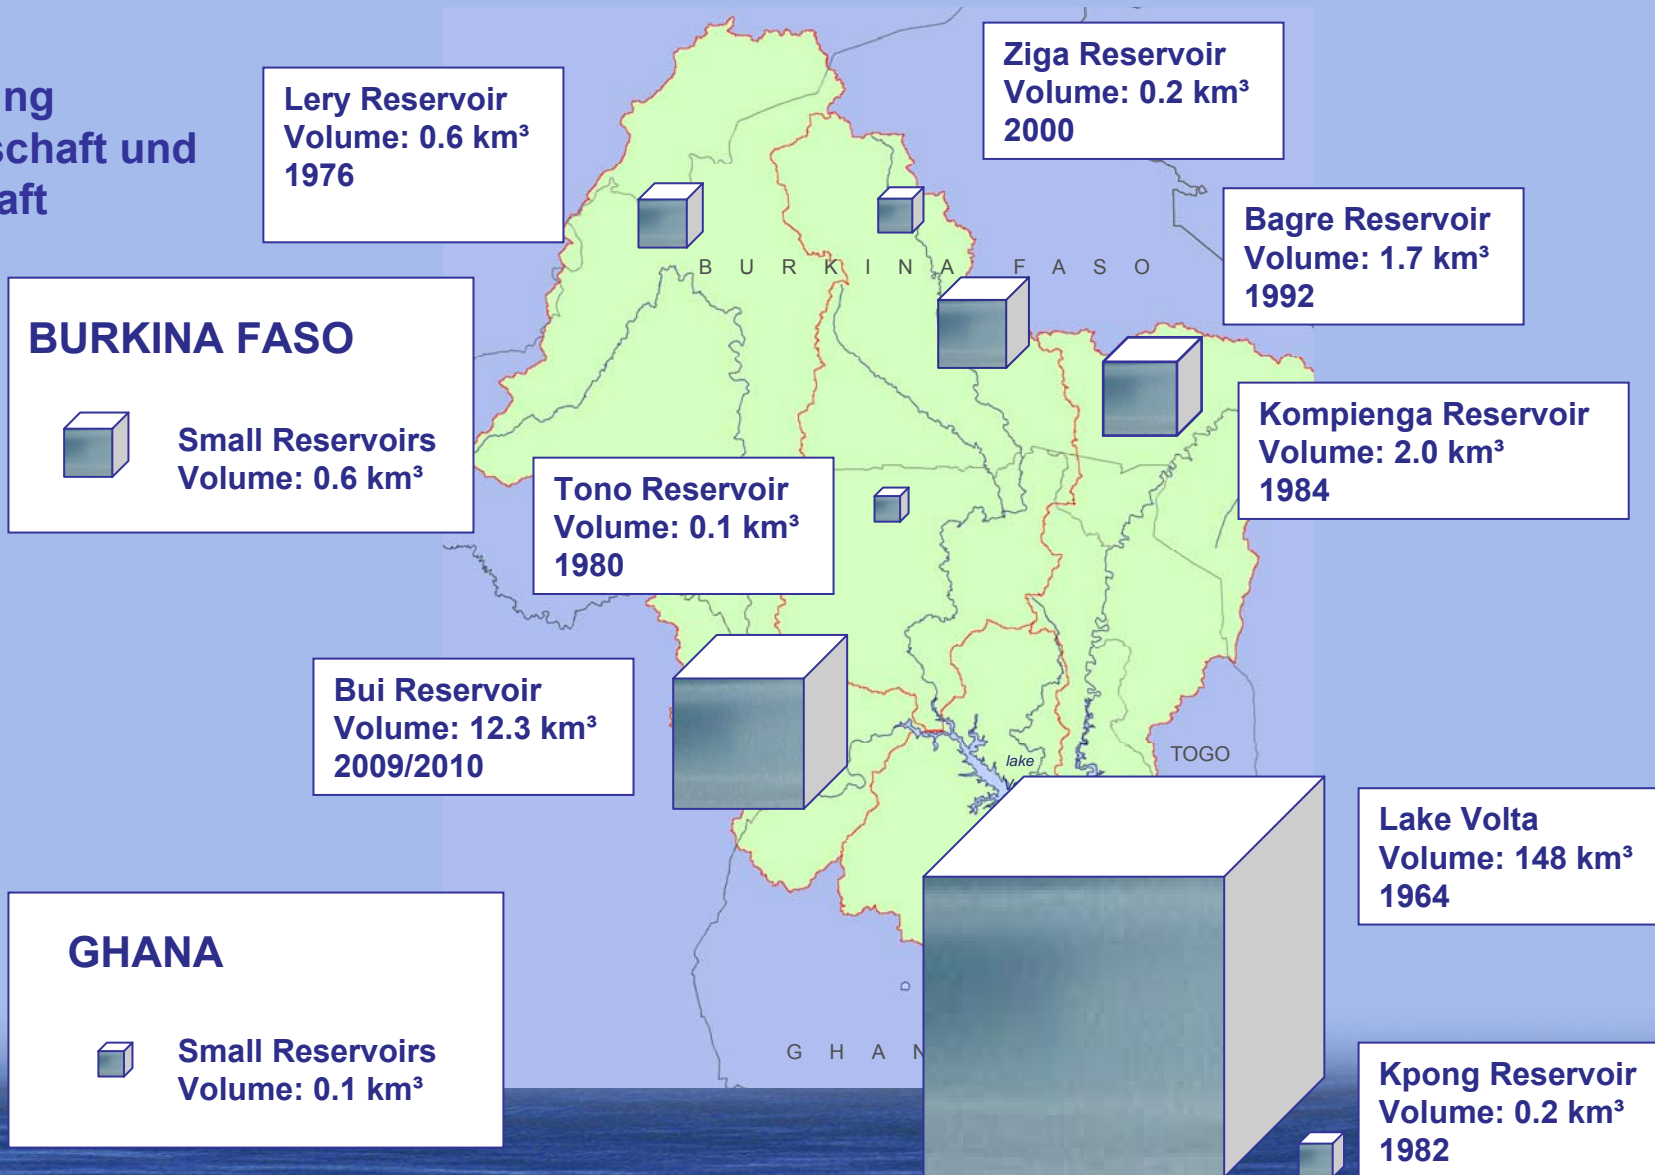 ng
schaft und
aft
Lery Reservoir
Volume: 0.6 km³
1976
Ziga Reservoir
Volume: 0.2 km³
2000
Bagre Reservoir
Volume: 1.7 km³
1992
BURKINA FASO
BURKINA FASO
Small Reservoirs
Volume: 0.6 km³
Kompienga Reservoir
Volume: 2.0 km³
1984
Tono Reservoir
Volume: 0.1 km³
1980
Bui Reservoir
Volume: 12.3 km³
2009/2010
lake
TOGO
Lake Volta
Volume: 148 km³
1964
GHANA
Small Reservoirs
Volume: 0.1 km³
GHAN
Kpong Reservoir
Volume: 0.2 km³
1982